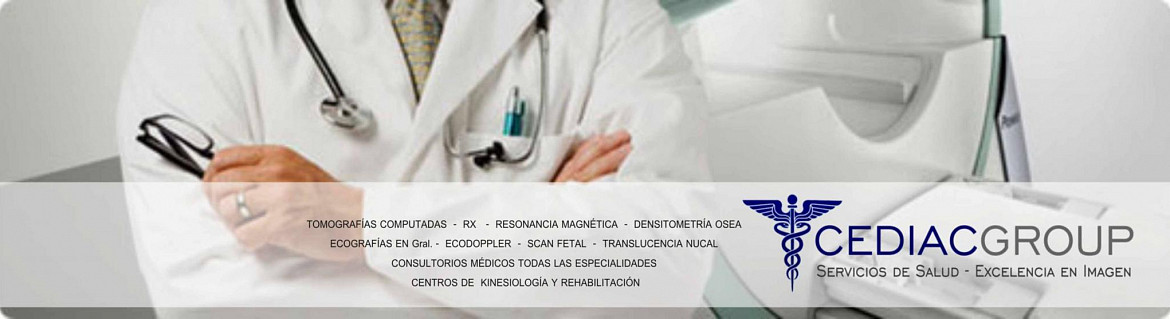 TOMOGRAFÍAS COMPUTADAS - RX - RESONANCIA MAGNÉTICA - DENSITOMETRÍA OSEA
ECOGRAFÍAS EN Gral. - ECODOPPLER - SCAN FETAL - TRANSLUCENCIA NUCAL
CONSULTORIOS MÉDICOS TODAS LAS ESPECIALIDADES
CENTROS DE KINESIOLOGÍA Y REHABILITACIÓN
CEDIACGROUP
SERVICIOS DE SALUD - EXCELENCIA EN IMAGEN